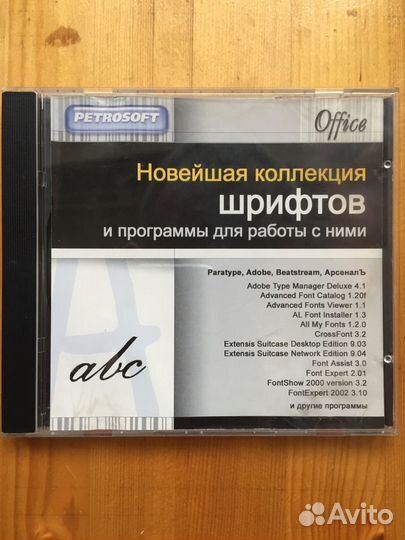 PETROSOFT
Office
Новейшая коллекция
шрифтов
и программы для работы с ними
Paratype, Adobe, Beatstream, АрсеналЪ
Adobe Type Manager Deluxe 4.1
Advanced Font Catalog 1.20f
Advanced Fonts Viewer 1.1
AL Font Installer 1.3
All My Fonts 1.2.0
CrossFont 3.2
Extensis Suitcase Desktop Edition 9.03
Extensis Suitcase Network Edition 9.04
Font Assist 3.0
Font Expert 2.01
FontShow 2000 version 3.2
FontExpert 2002 3.10
и другие программы
abc
Avito